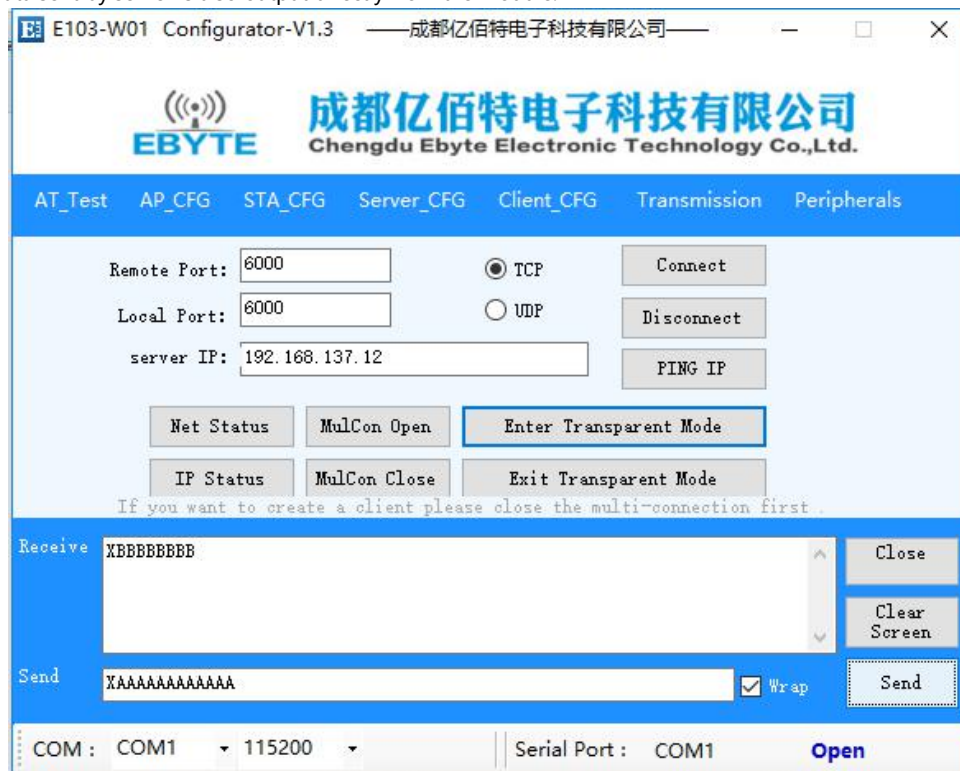 E103-W01 Configurator-V1.3 ——成都亿佰特电子科技有限公司——
EBYTE
成都亿佰特电子科技有限公司
Chengdu Ebyte Electronic Technology Co.,Ltd.
AT_Test AP_CFG STA_CFG Server_CFG Client_CFG Transmission Peripherals
Remote Port: 6000 TCP Connect
Local Port: 6000 UDP Disconnect
server IP: 192.168.137.12 PING IP
Net Status MulCon Open Enter Transparent Mode
IP Status MulCon Close Exit Transparent Mode
If you want to create a client please close the multi-connection first .
Receive XBBBBBBBBB Close
Clear
Screen
Send XAAAAAAAAAAAA Wrap Send
COM : COM1 115200 Serial Port : COM1 Open